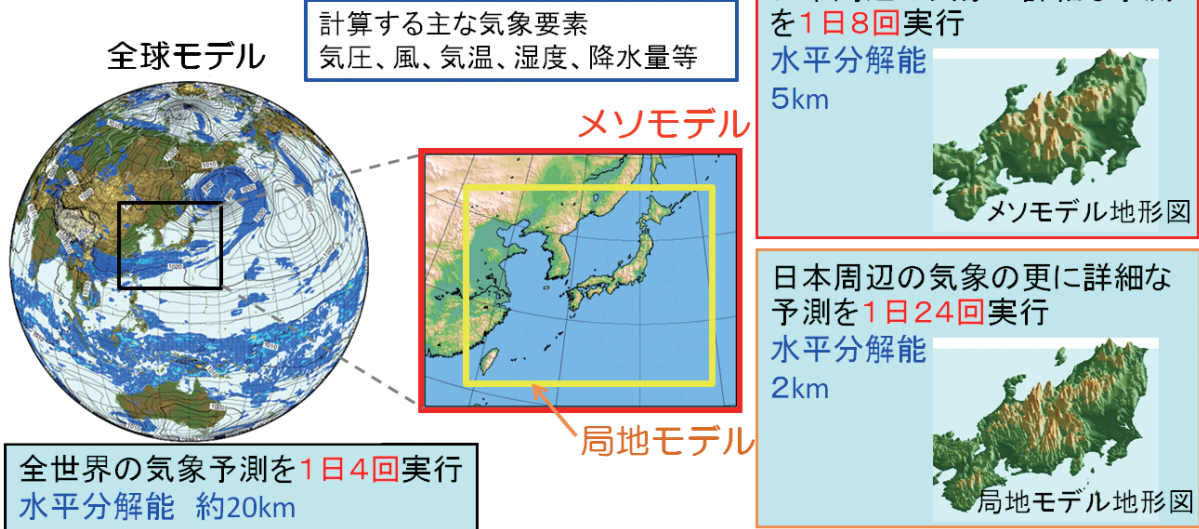 全球モデル
計算する主な気象要素
気圧、風、気温、湿度、降水量等
メソモデル
を1日8回実行
水平分解能
5km
メソモデル地形図
日本周辺の気象の更に詳細な
予測を1日24回実行
水平分解能
2km
局地モデル地形図
局地モデル
全世界の気象予測を1日4回実行
水平分解能 約20km